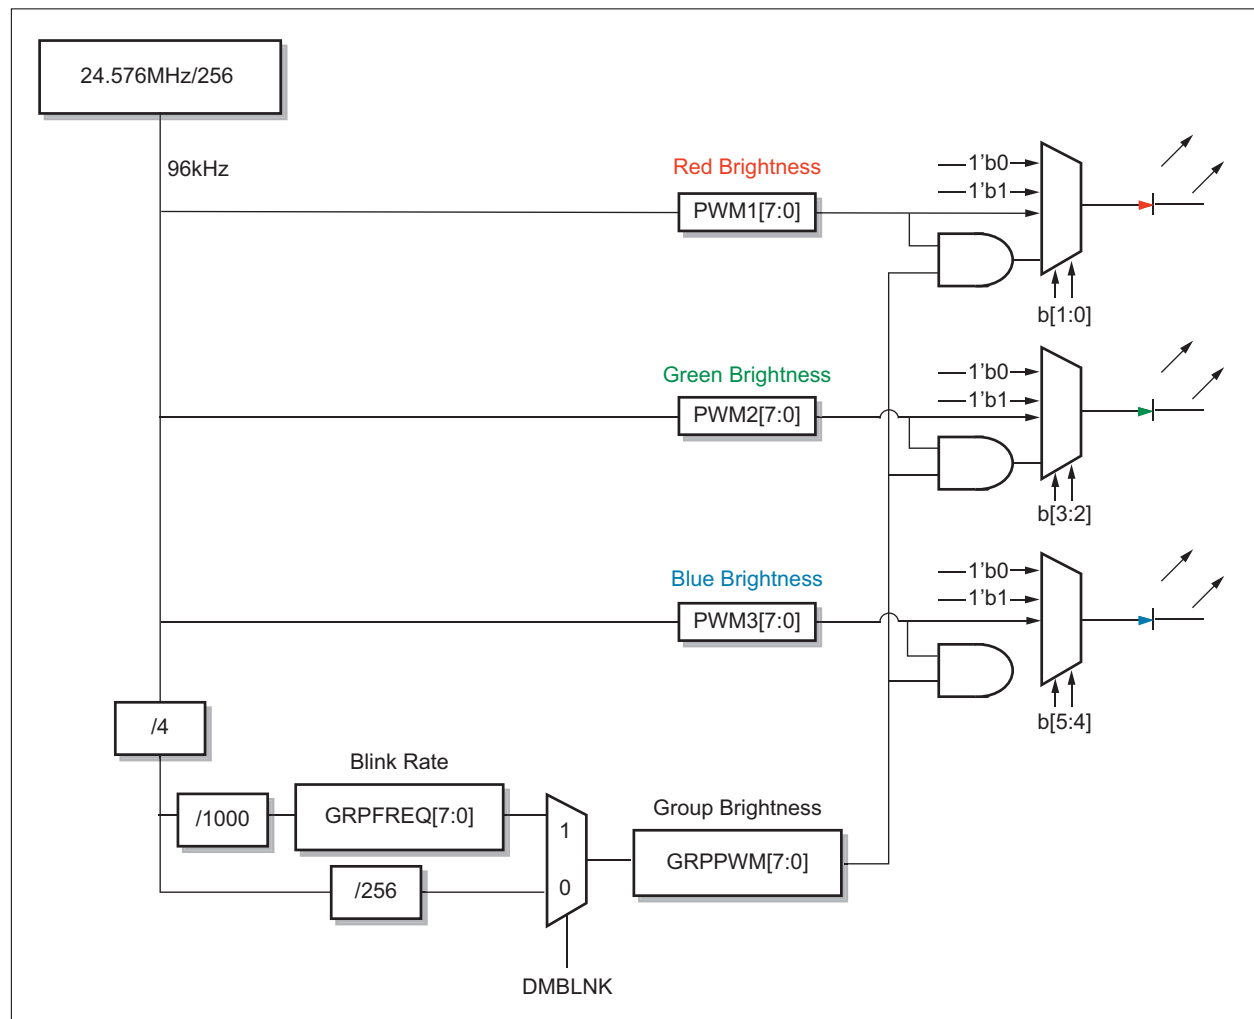 24.576MHz/256
96kHz
Red Brightness
PWM1[7:0]
1'b0
1'b1
b[1:0]
Green Brightness
PWM2[7:0]
1'b0
1'b1
b[3:2]
Blue Brightness
PWM3[7:0]
1'b0
1'b1
b[5:4]
/4
Blink Rate
/1000
GRPFREQ[7:0]
1
0
/256
DMBLNK
Group Brightness
GRPPWM[7:0]